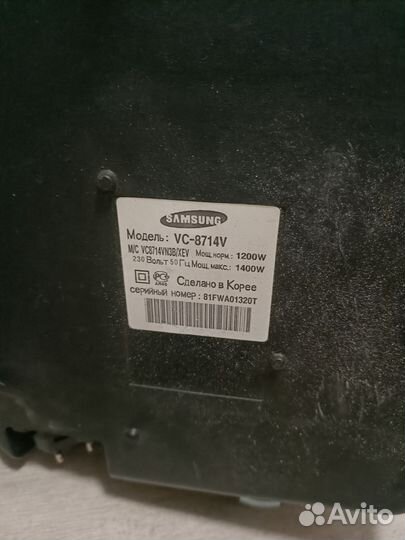 SAMSUNG
Модель: VC-8714V
M/C VC8714VN3B/XEV Мощ.норм.: 1200W
230 Вольт 50 Гц Мощ.макс.: 1400W
Сделано в Корее
серийный номер : 81FWA01320T
Avito